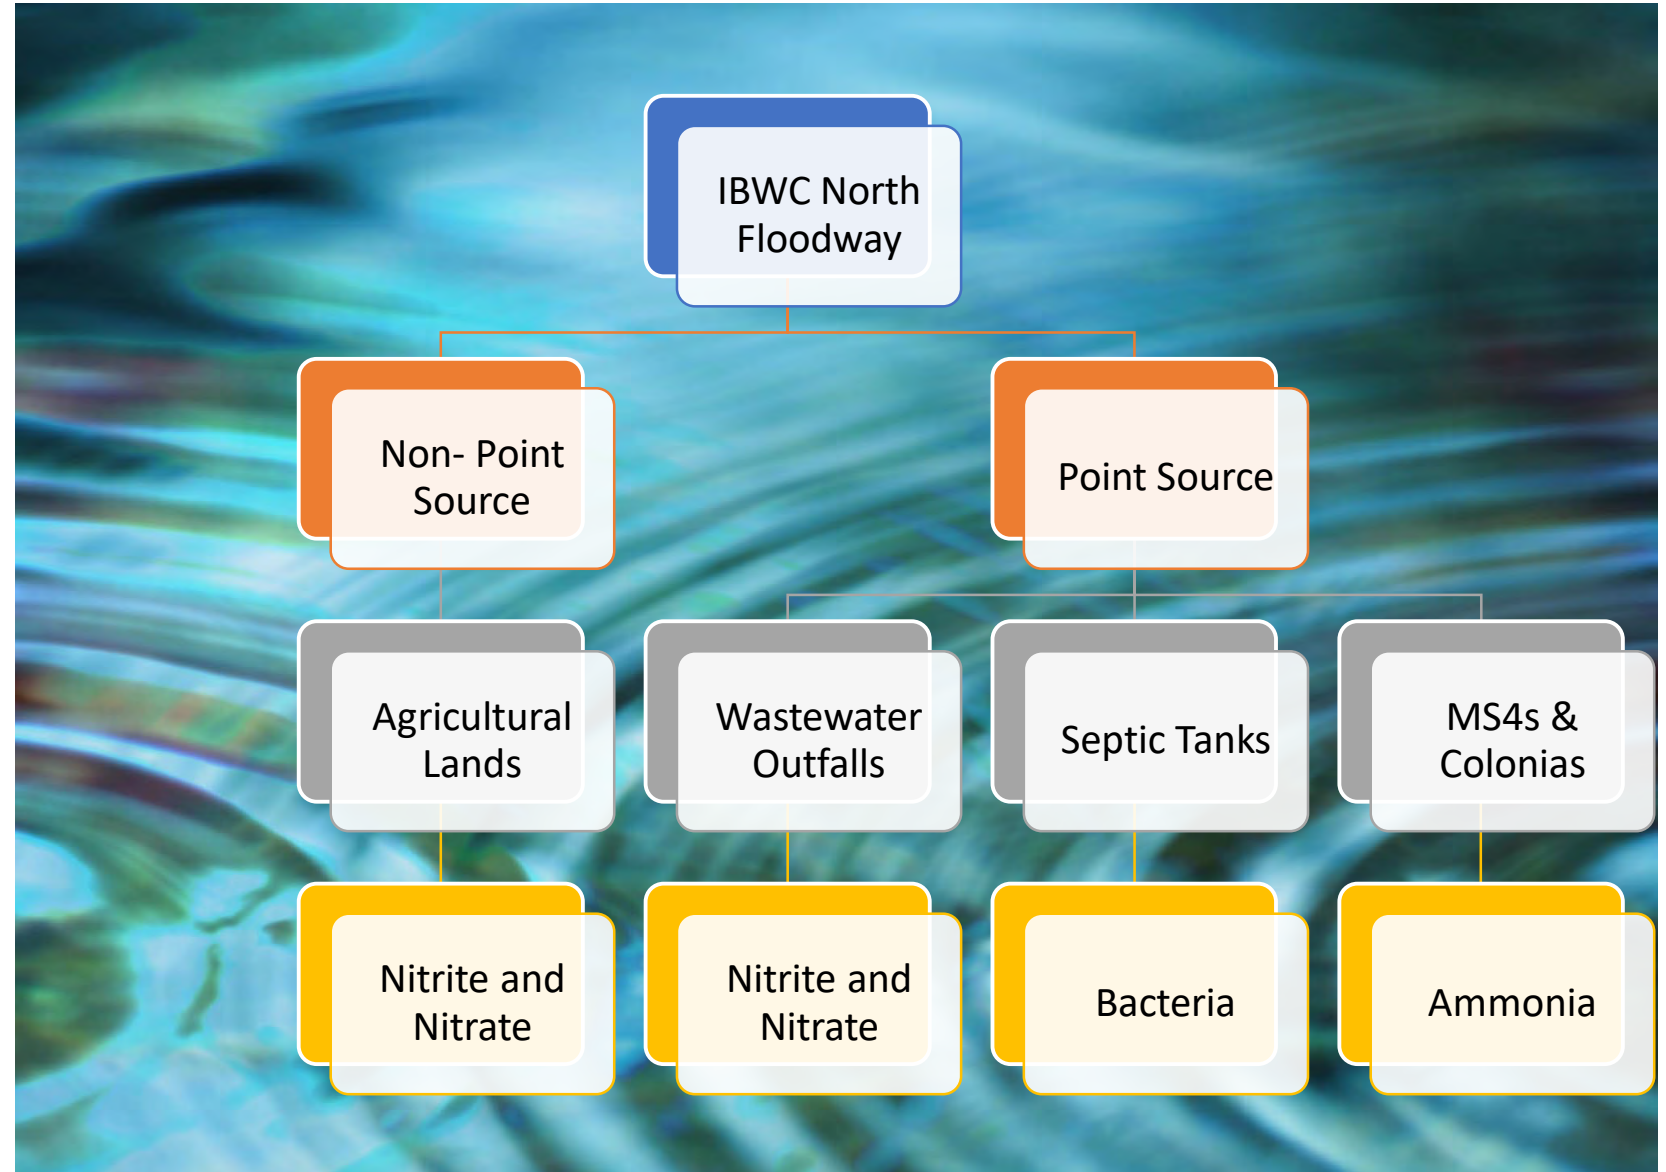 IBWC North
Floodway
Non- Point
Source
Point Source
Agricultural
Lands
Wastewater
Outfalls
Septic Tanks
MS4s &
Colonias
Nitrite and
Nitrate
Nitrite and
Nitrate
Bacteria
Ammonia